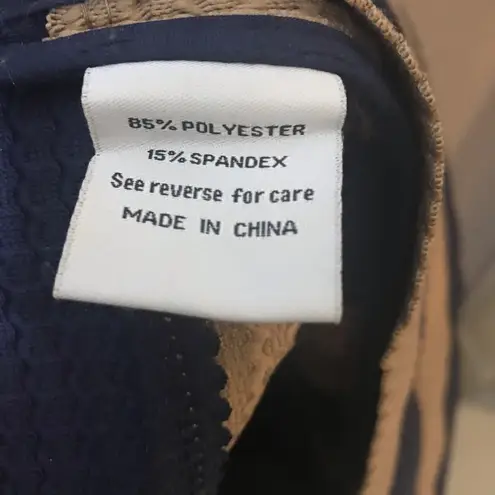 85% POLYESTER
15% SPANDEX
See reverse for care
MADE IN CHINA